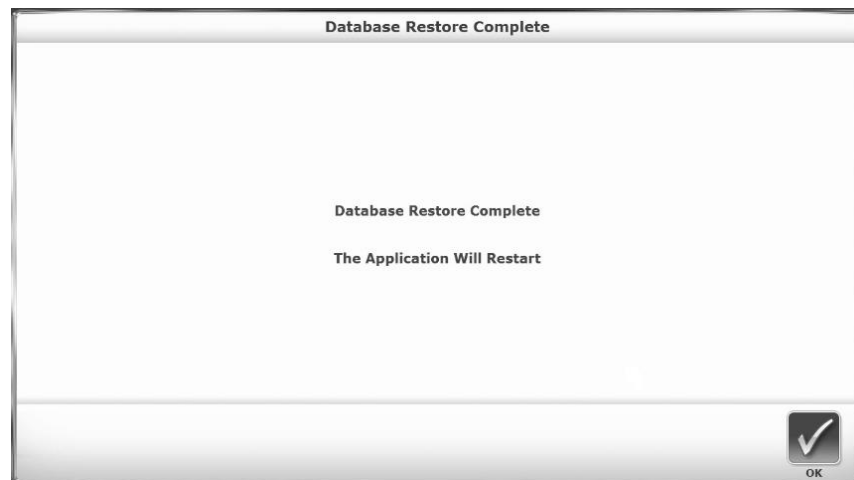 Database Restore Complete
Database Restore Complete
The Application Will Restart
OK